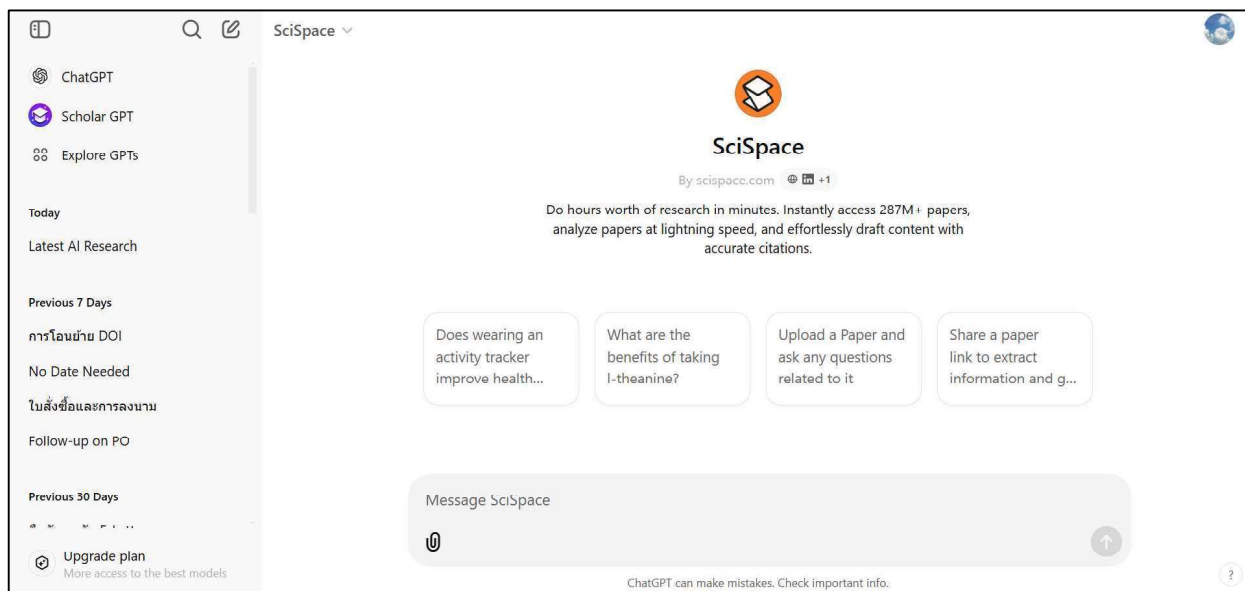 SciSpace
ChatGPT
Scholar GPT
Explore GPTs
Today
Latest AI Research
Previous 7 Days
การโอนย้าย DOI
No Date Needed
ใบสั่งซื้อและการลงนาม
Follow-up on PO
Previous 30 Days
Upgrade plan
More access to the best models
SciSpace
By scispace.com +1
Do hours worth of research in minutes. Instantly access 287M+ papers,
analyze papers at lightning speed, and effortlessly draft content with
accurate citations.
Does wearing an
activity tracker
improve health...
What are the
benefits of taking
l-theanine?
Upload a Paper and
ask any questions
related to it
Share a paper
link to extract
information and g...
Message SciSpace
ChatGPT can make mistakes. Check important info.
?